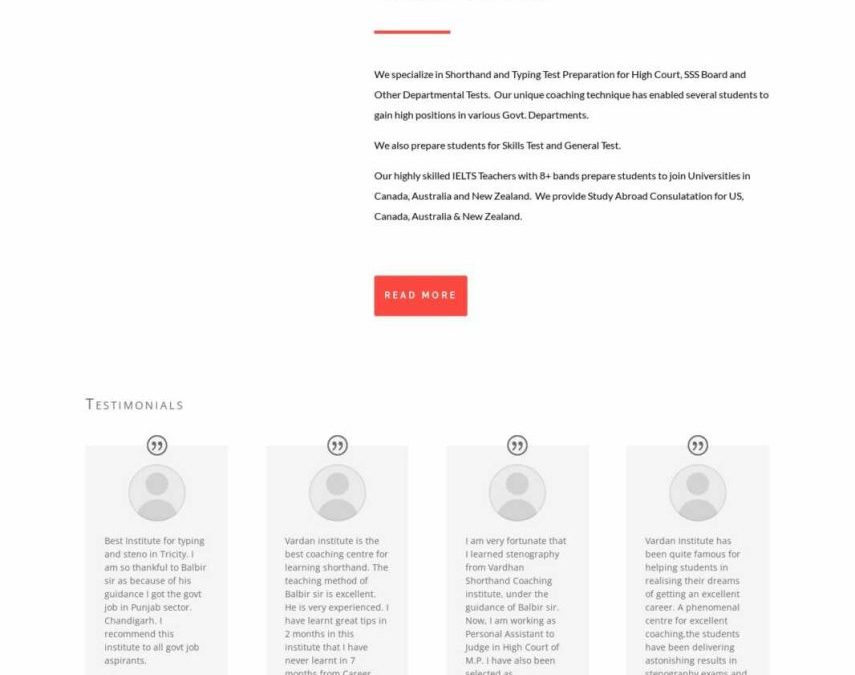 We specialize in Shorthand and Typing Test Preparation for High Court, SSS Board and
Other Departmental Tests. Our unique coaching technique has enabled several students to
gain high positions in various Govt. Departments.
We also prepare students for Skills Test and General Test.
Our highly skilled IELTS Teachers with 8+ bands prepare students to join Universities in
Canada, Australia and New Zealand. We provide Study Abroad Consulatation for US,
Canada, Australia & New Zealand.
READ MORE
TESTIMONIALS
Best Institute for typing
and steno in Tricity. I
am so thankful to Balbir
sir as because of his
guidance I got the govt
job in Punjab sector.
Chandigarh. I
recommend this
institute to all govt job
aspirants.
Vardan institute is the
best coaching centre for
learning shorthand. The
teaching method of
Balbir sir is excellent.
He is very experienced. I
have learnt great tips in
2 months in this
institute that I have
never learnt in 7
months from Career
I am very fortunate that
I learned stenography
from Vardhan
Shorthand Coaching
institute, under the
guidance of Balbir sir.
Now, I am working as
Personal Assistant to
Judge in High Court of
M.P. I have also been
selected as
Vardan Institute has
been quite famous for
helping students in
realising their dreams
of getting an excellent
career. A phenomenal
centre for excellent
coaching,the students
have been delivering
astonishing results in
stenography exams and